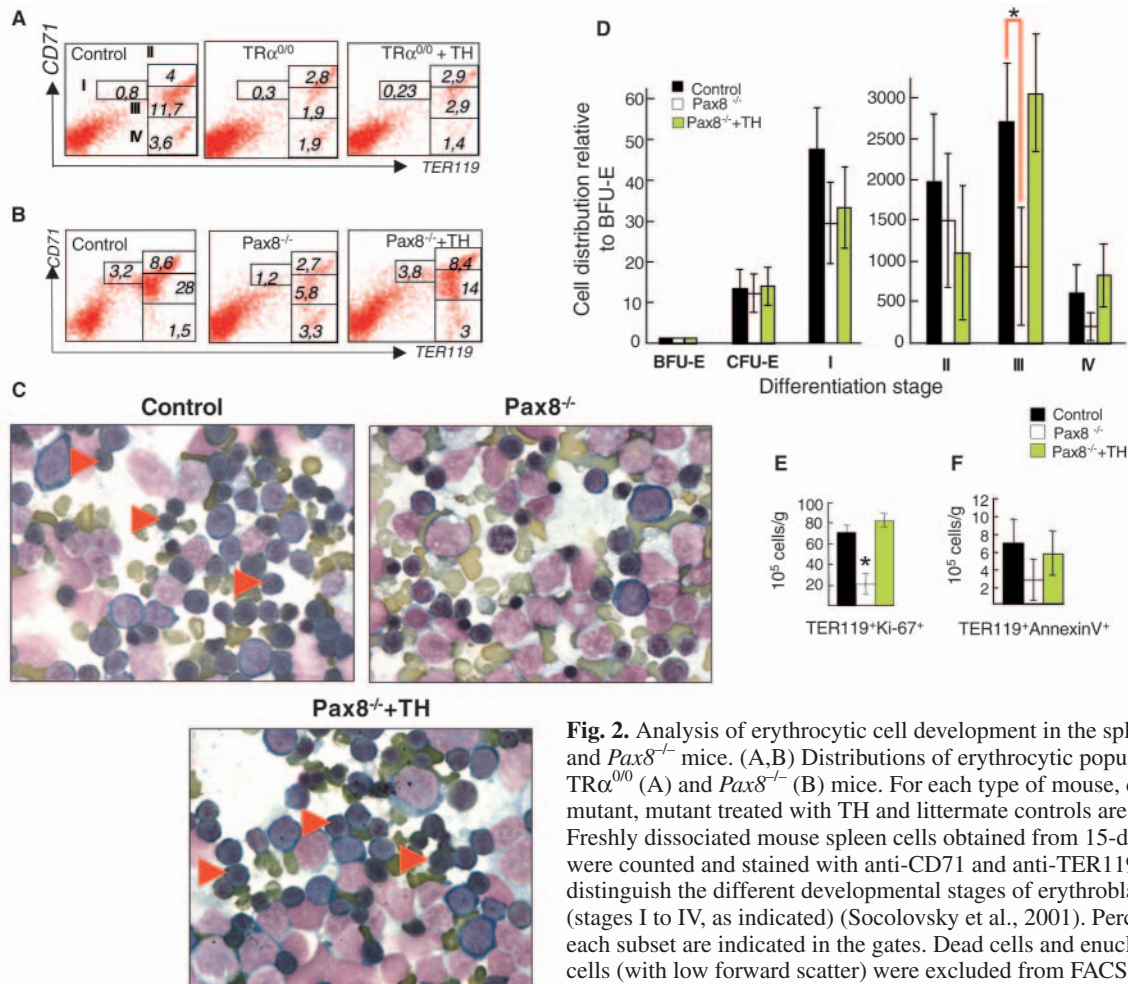 A
CD71
Control II
I
0,8
4
11,7
III
IV
3,6
TRα0/0
0,3
2,8
1,9
1,9
TRα0/0 + TH
0,23
2,9
2,9
1,4
TER119
B
CD71
Control
3,2
8,6
28
1,5
Pax8-/-
1,2
2,7
5,8
3,3
Pax8-/-+TH
3,8
8,4
14
3
TER119
C
Control
Pax8-/-
Pax8-/-+TH
D
Cell distribution relative
to BFU-E
60
50
40
30
20
10
0
Control
Pax8 -/-
Pax8-/-+TH
*
3000
2500
2000
1500
1000
500
0
BFU-E CFU-E I II III IV
Differentiation stage
Control
Pax8 -/-
Pax8-/-+TH
E
105 cells/g
100
80
60
40
20
*
TER119+Ki-67+
F
105 cells/g
12
10
8
6
4
2
TER119+AnnexinV+
Fig. 2. Analysis of erythrocytic cell development in the spl
and Pax8–/– mice. (A,B) Distributions of erythrocytic popul
TRα0/0 (A) and Pax8–/– (B) mice. For each type of mouse,
mutant, mutant treated with TH and littermate controls are
Freshly dissociated mouse spleen cells obtained from 15-d
were counted and stained with anti-CD71 and anti-TER119
distinguish the different developmental stages of erythrobla
(stages I to IV, as indicated) (Socolovsky et al., 2001). Perc
each subset are indicated in the gates. Dead cells and enucl
cells (with low forward scatter) were excluded from FACS